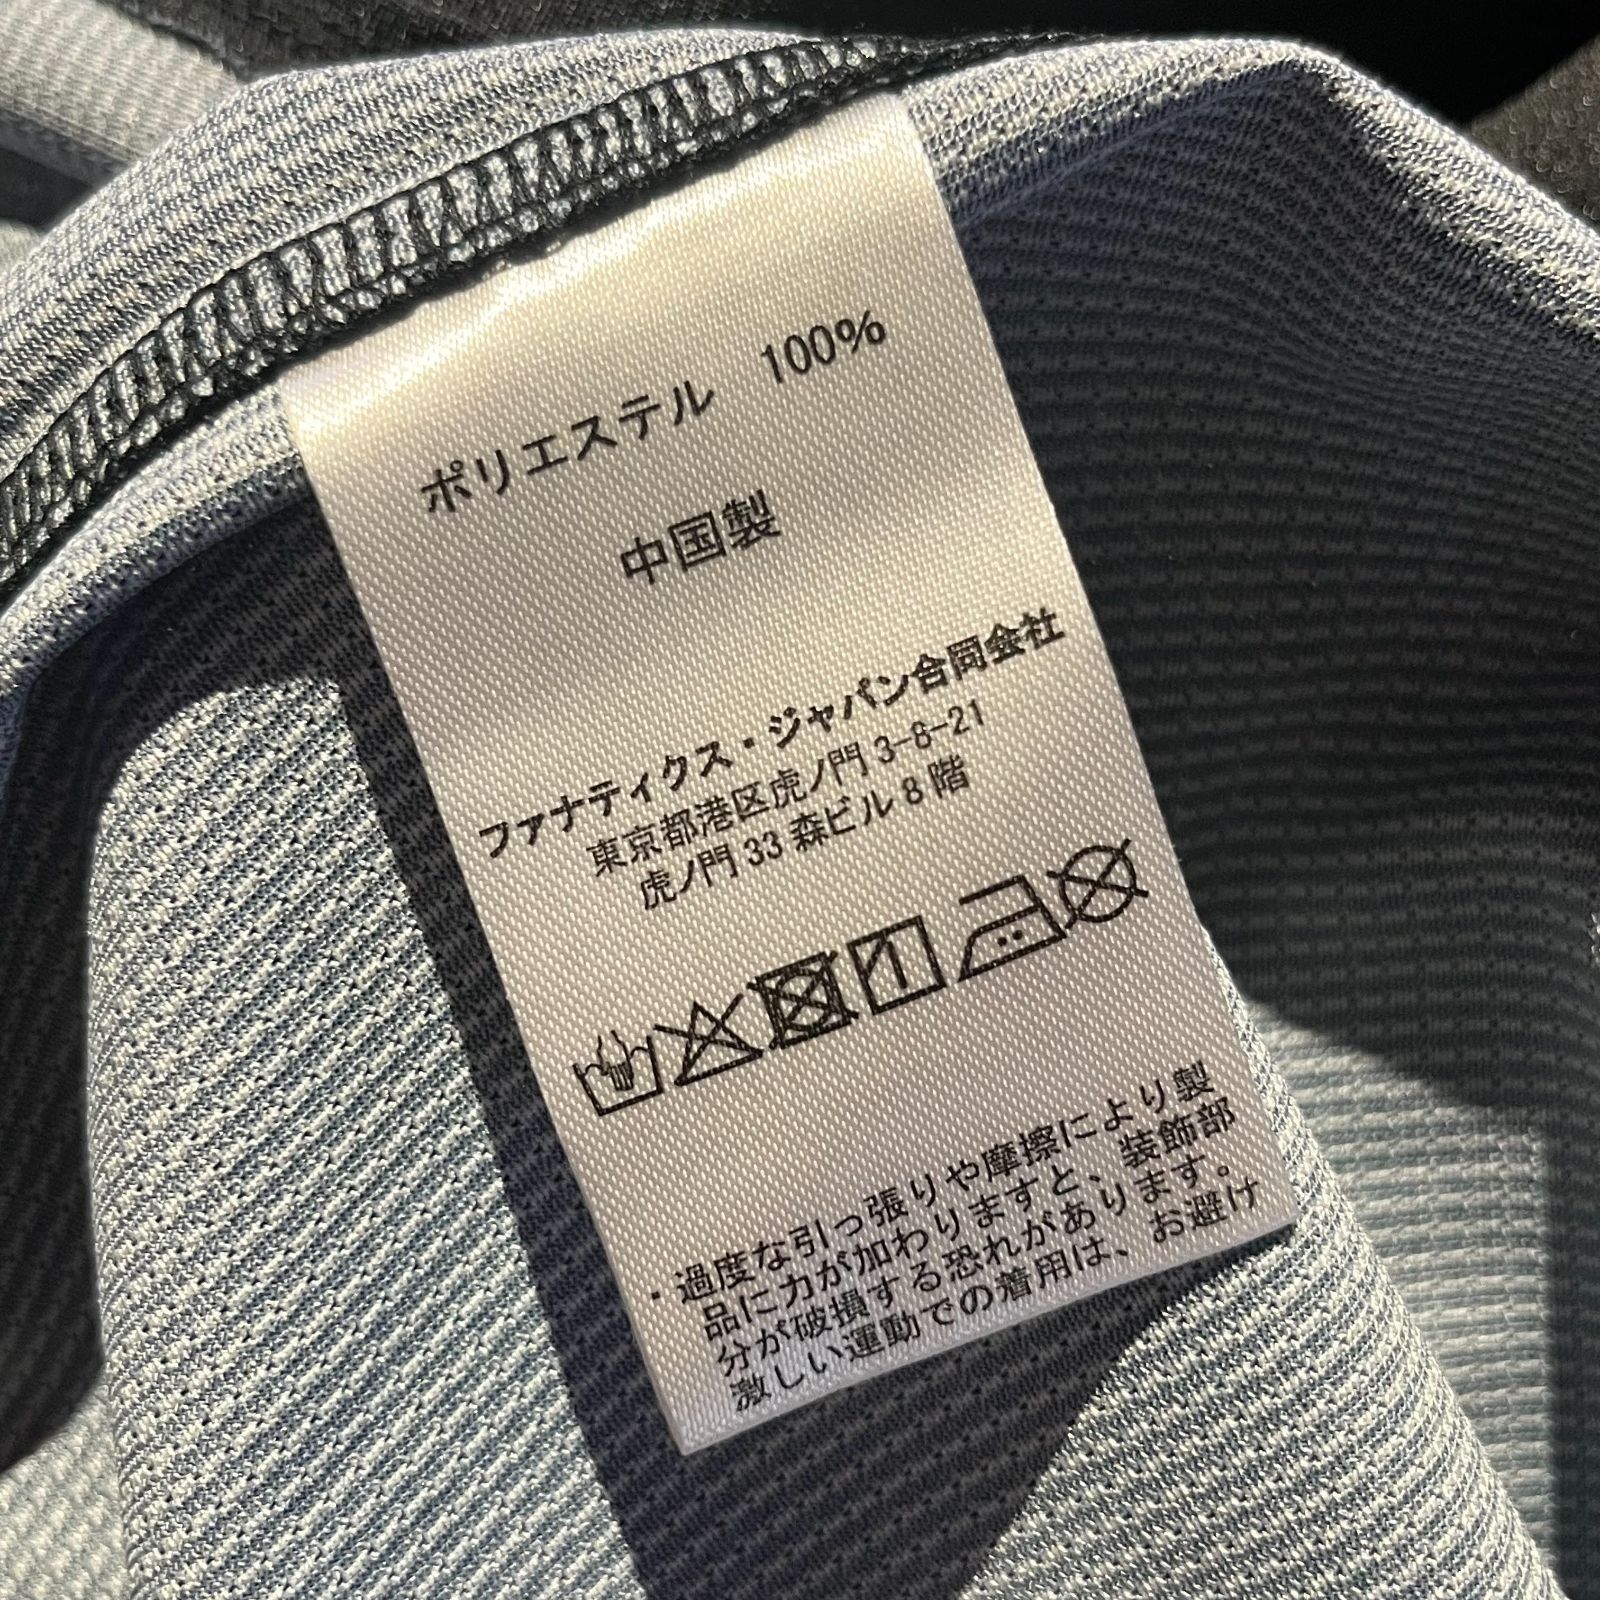 ポリエステル 100%
中国製
ファナティクス・ジャパン合同会社
東京都港区虎ノ門 3-8-21
虎ノ門 33 森ビル 8 階
・過度な引っ張りや摩擦により製
品に力が加わりますと、装飾部
分が破損する恐れがあります。
激しい運動での着用は、お避け